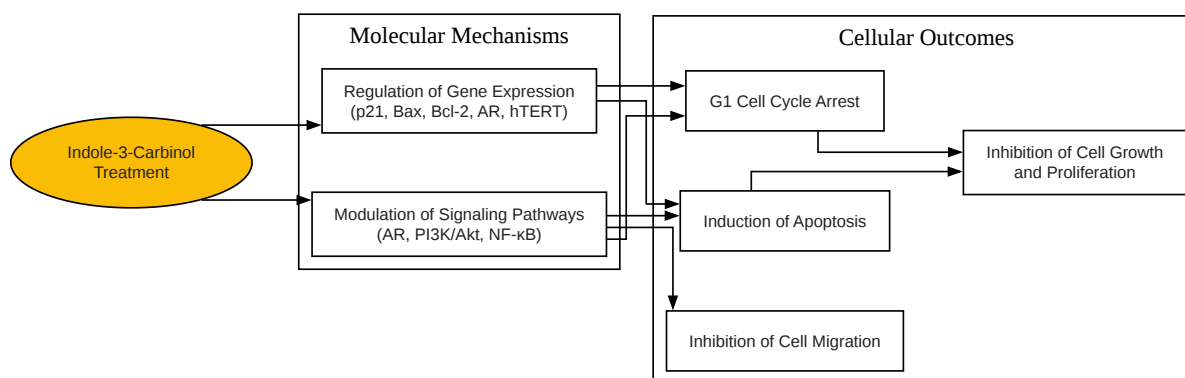 Molecular Mechanisms
Cellular Outcomes
Regulation of Gene Expression
(p21, Bax, Bcl-2, AR, hTERT)
G1 Cell Cycle Arrest
Indole-3-Carbinol
Treatment
Inhibition of Cell Growth
and Proliferation
Modulation of Signaling Pathways
(AR, PI3K/Akt, NF-κB)
Induction of Apoptosis
Inhibition of Cell Migration